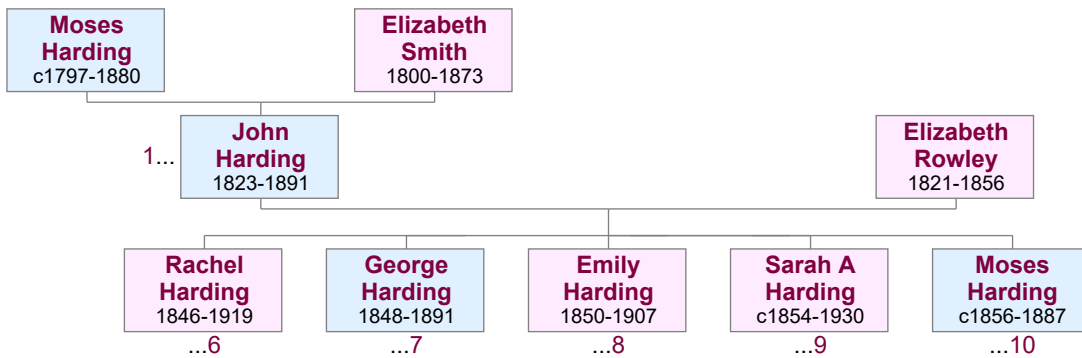 Moses
Harding
c1797-1880
Elizabeth
Smith
1800-1873
1...
John
Harding
1823-1891
Elizabeth
Rowley
1821-1856
Rachel
Harding
1846-1919
George
Harding
1848-1891
Emily
Harding
1850-1907
Sarah A
Harding
c1854-1930
Moses
Harding
c1856-1887
...6
...7
...8
...9
...10